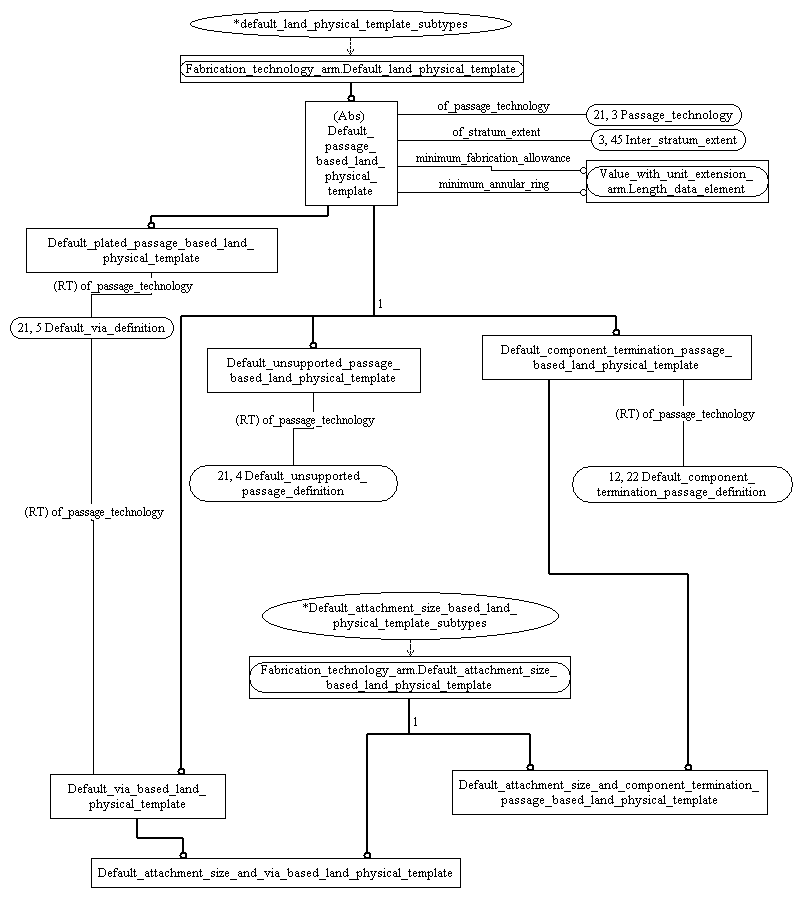 *default_land_physical_template_subtypes
Fabrication_technology_arm.Default_land_physical_template
(Abs)
Default_
passage_
based_land_
physical_
template
of_passage_technology
21, 3 Passage_technology
of_stratum_extent
3, 45 Inter_stratum_extent
minimum_fabrication_allowance
Value_with_unit_extension_
arm.Length_data_element
minimum_annular_ring
Default_plated_passage_based_land_
physical_template
(RT) of_passage_technology
21, 5 Default_via_definition
1
Default_unsupported_passage_
based_land_physical_template
Default_component_termination_passage_
based_land_physical_template
(RT) of_passage_technology
(RT) of_passage_technology
21, 4 Default_unsupported_
passage_definition
12, 22 Default_component_
termination_passage_definition
(RT) of_passage_technology
*Default_attachment_size_based_land_
physical_template_subtypes
Fabrication_technology_arm.Default_attachment_size_
based_land_physical_template
1
Default_via_based_land_
physical_template
Default_attachment_size_and_component_termination_
passage_based_land_physical_template
Default_attachment_size_and_via_based_land_physical_template